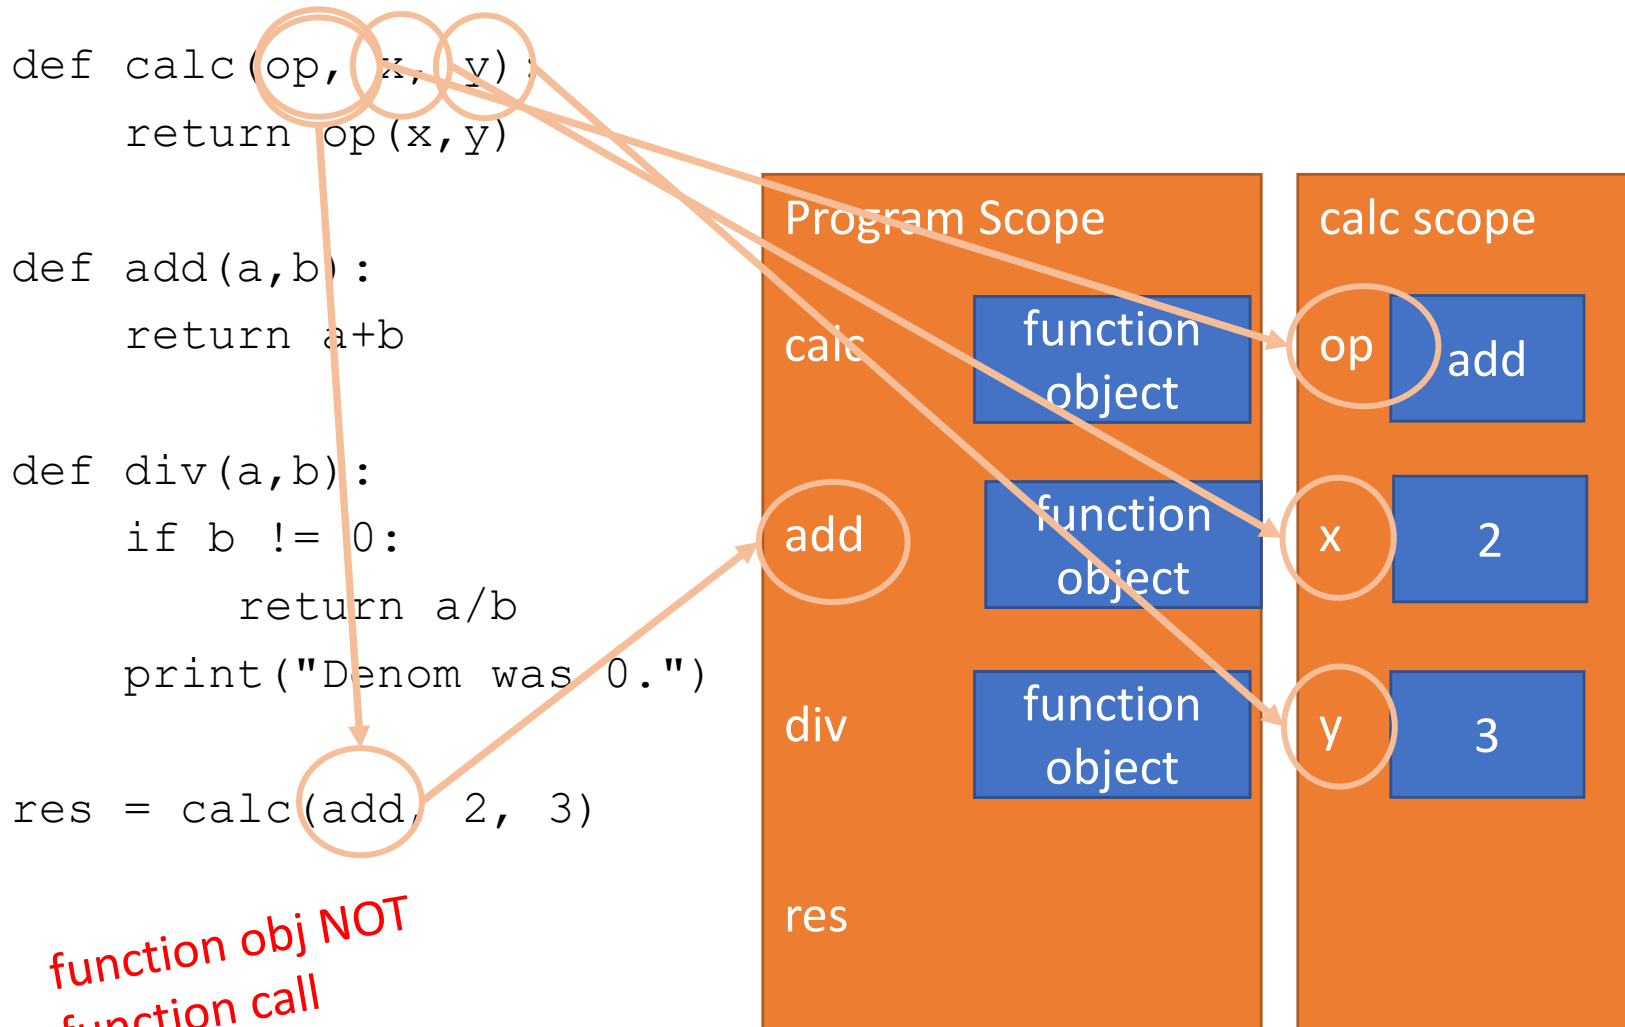 def calc(op, x, y):
    return op(x,y)
def add(a,b):
    return a+b
def div(a,b):
    if b != 0:
        return a/b
    print("Denom was 0.")
res = calc(add, 2, 3)
function obj NOT
function call
Program Scope
calc
function
object
add
function
object
div
function
object
res
calc scope
op
add
x
2
y
3